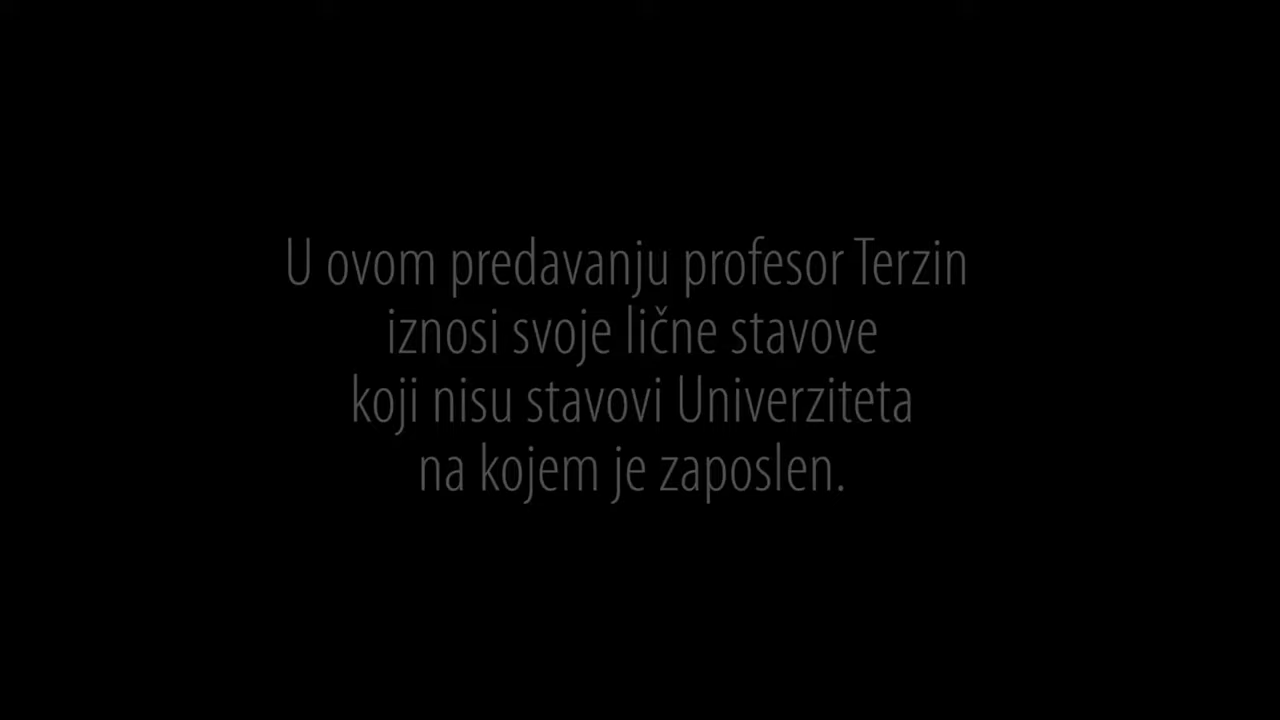 U ovom predavanju profesor Terzin
iznosi svoje lične stavove
koji nisu stavovi Univerziteta
na kojem je zaposlen.